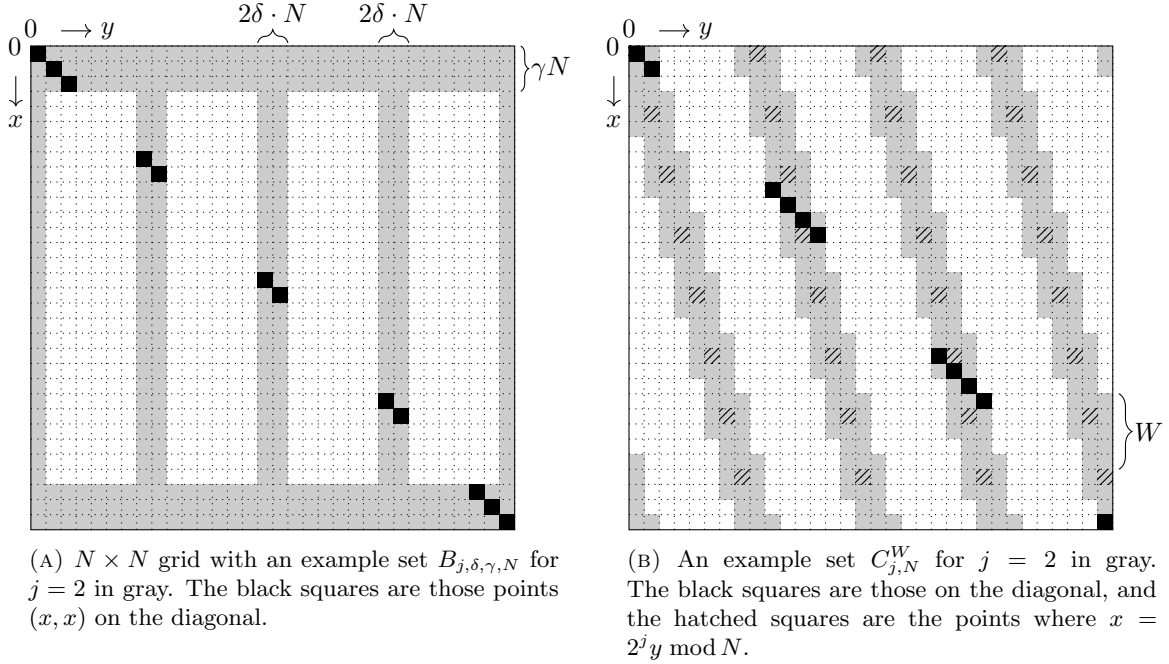 0
→ y
2δ · N
2δ · N
0
↓
x
γN
(A) N × N grid with an example set B_{j,δ,γ,N} for
j = 2 in gray. The black squares are those points
(x, x) on the diagonal.
0
→ y
0
↓
x
W
(B) An example set C^W_{j,N} for j = 2 in gray.
The black squares are those on the diagonal, and
the hatched squares are the points where x =
2^j y mod N.